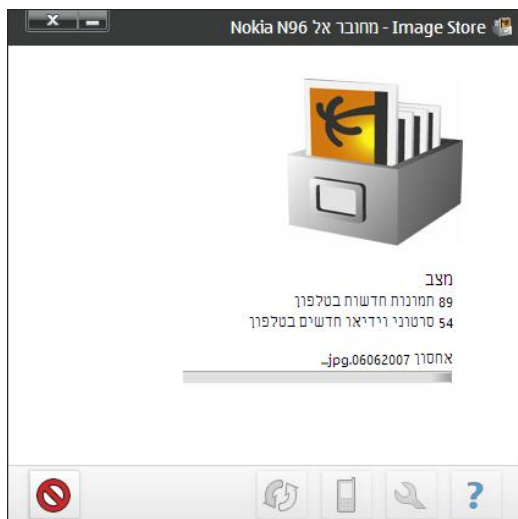 Image Store - מחובר אל Nokia N96
מצב
89 תמונות חדשות בטלפון
54 סרטוני וידיאו חדשים בטלפון
אחסון 06062007.jpg...
?